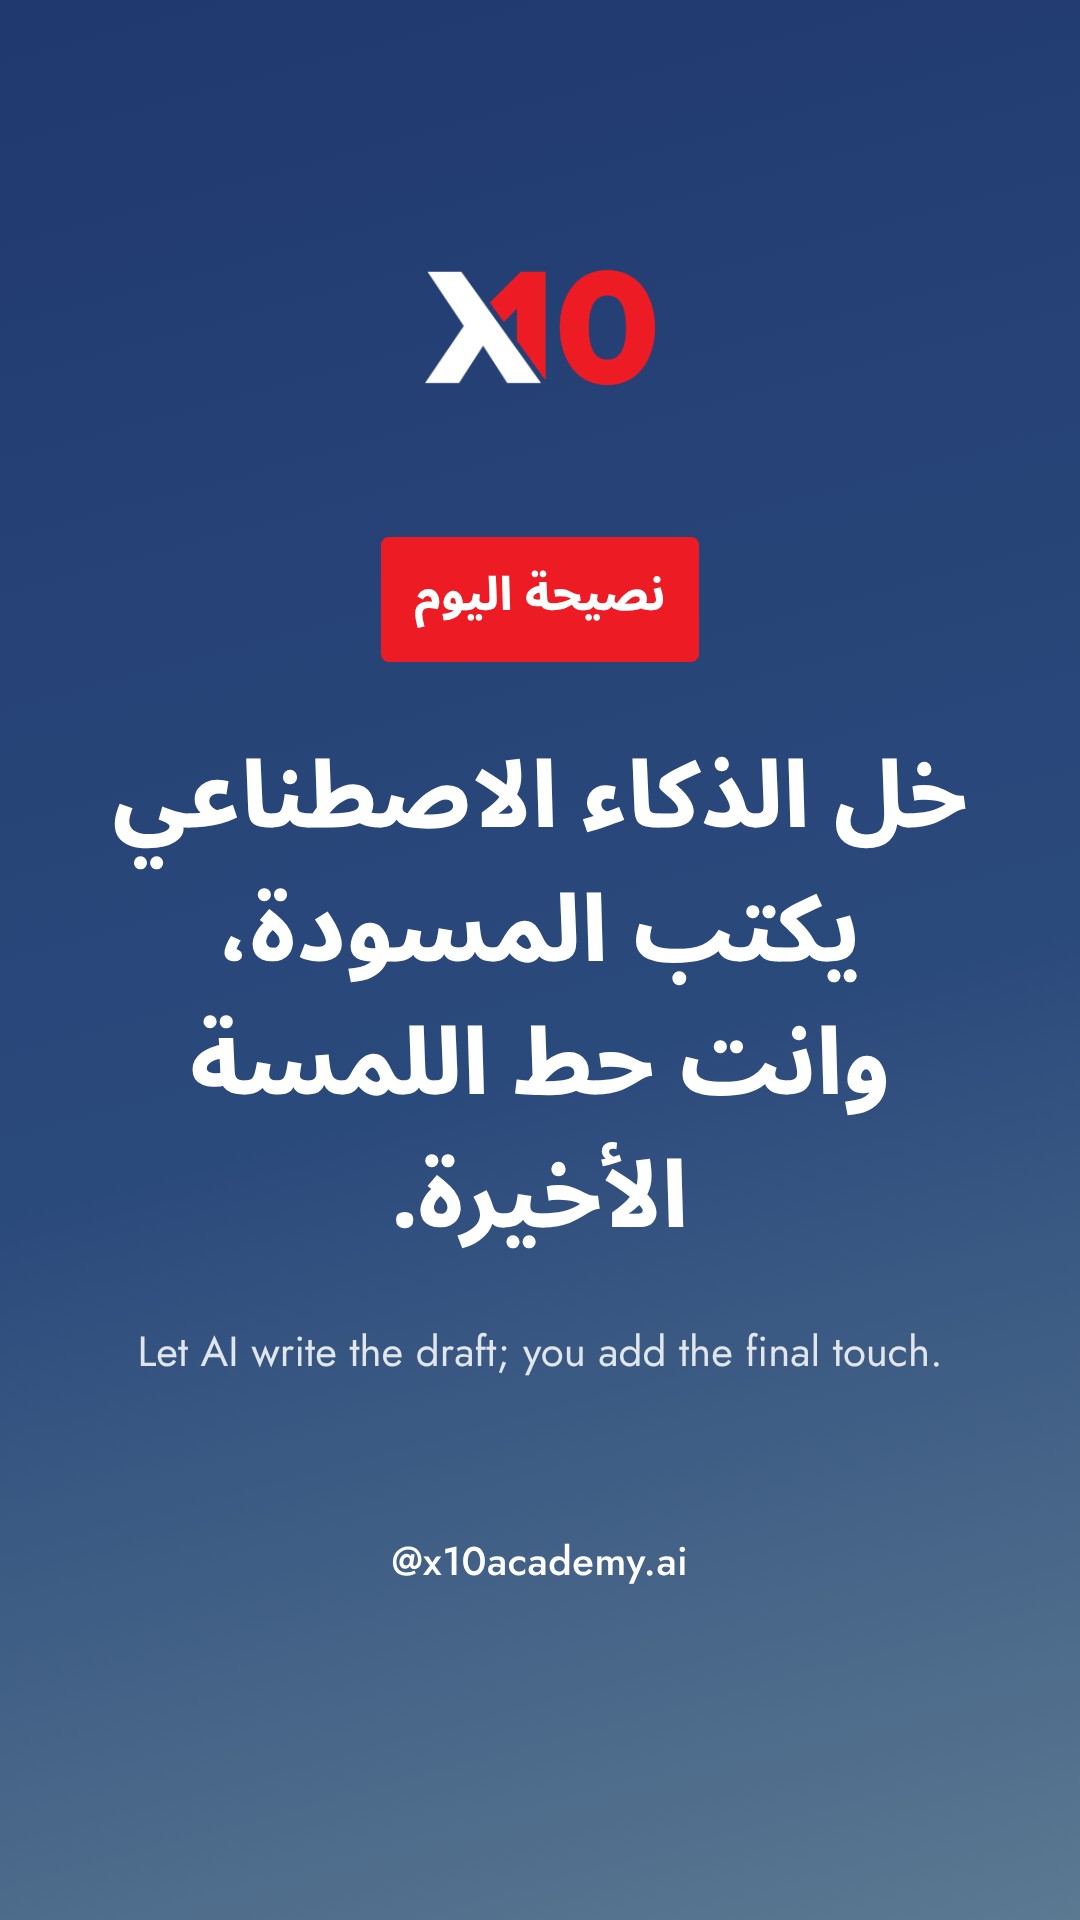 X10
نصيحة اليوم
خل الذكاء الاصطناعي
يكتب المسودة،
وانت حط اللمسة
الأخيرة.
Let AI write the draft; you add the final touch.
@x10academy.ai